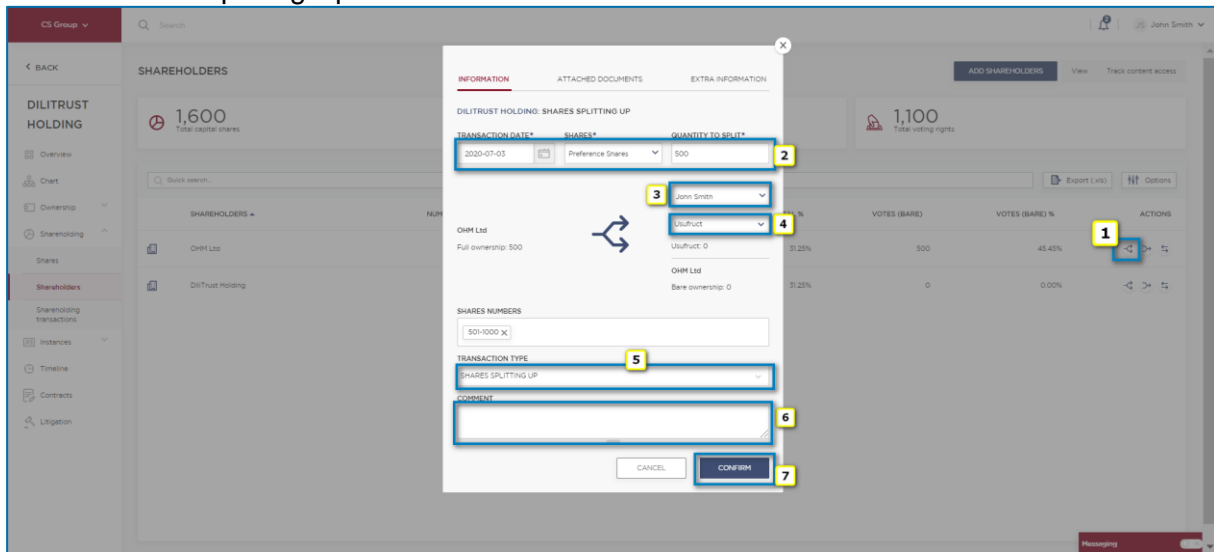 CS Group
Search
2
JS John Smith
BACK
SHAREHOLDERS
ADD SHAREHOLDERS View Track content access
DILITRUST HOLDING
1,600
Total capital shares
1,100
Total voting rights
Overview
Chart
Ownership
Shareholding
Shares
Shareholders
Shareholding transactions
Instances
Timeline
Contracts
Litigation
Quick search...
Export (.xls) Options
SHAREHOLDERS
VOTES (BARE) VOTES (BARE) % ACTIONS
1
OHM Ltd 31.25% 500 45.45%
DiliTrust Holding 31.25% 0 0.00%
INFORMATION ATTACHED DOCUMENTS EXTRA INFORMATION
DILITRUST HOLDING: SHARES SPLITTING UP
TRANSACTION DATE* SHARES* QUANTITY TO SPLIT*
2020-07-03 Preference Shares 500
2
3
John Smith
Usufruct
4
OHM Ltd
Full ownership: 500
Usufruct: 0
OHM Ltd
Bare ownership: 0
SHARES NUMBERS
501-1000 X
TRANSACTION TYPE
5
SHARES SPLITTING UP
COMMENT
6
CANCEL CONFIRM
7
Messaging